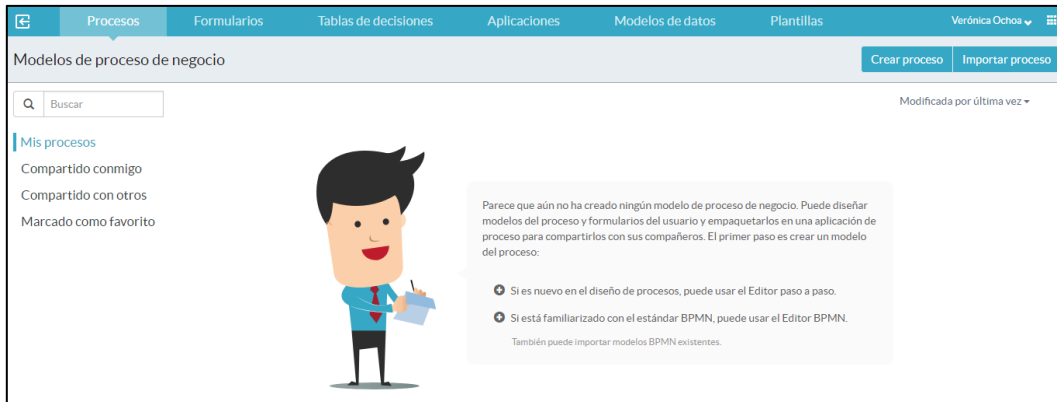 Procesos Formularios Tablas de decisiones Aplicaciones Modelos de datos Plantillas Verónica Ochoa
Modelos de proceso de negocio Crear proceso Importar proceso
Buscar Modificada por última vez
Mis procesos
Compartido conmigo
Compartido con otros
Marcado como favorito
Parece que aún no ha creado ningún modelo de proceso de negocio. Puede diseñar
modelos del proceso y formularios del usuario y empaquetarlos en una aplicación de
proceso para compartirlos con sus compañeros. El primer paso es crear un modelo
del proceso:
Si es nuevo en el diseño de procesos, puede usar el Editor paso a paso.
Si está familiarizado con el estándar BPMN, puede usar el Editor BPMN.
También puede importar modelos BPMN existentes.